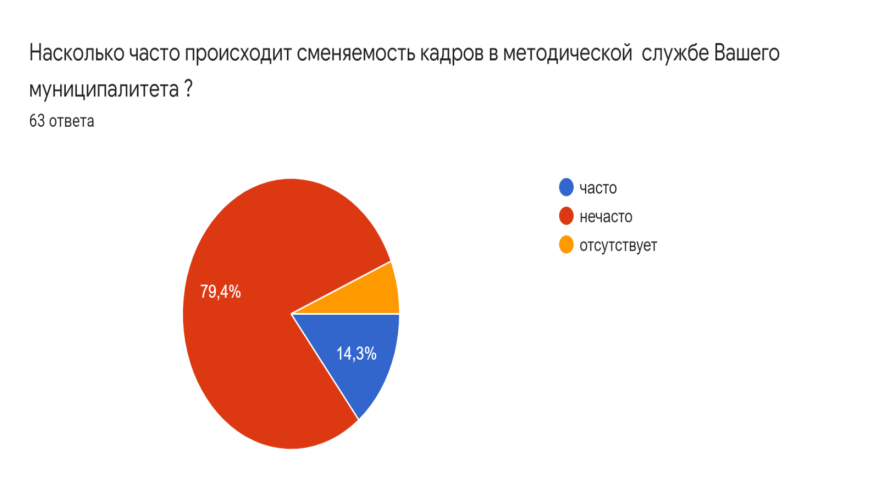 Насколько часто происходит сменяемость кадров в методической службе Вашего
муниципалитета ?
63 ответа
часто
нечасто
отсутствует
79,4%
14,3%